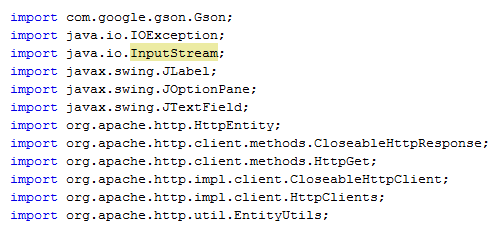 import com.google.gson.Gson;
import java.io.IOException;
import java.io.InputStream;
import javax.swing.JLabel;
import javax.swing.JOptionPane;
import javax.swing.JTextField;
import org.apache.http.HttpEntity;
import org.apache.http.client.methods.CloseableHttpResponse;
import org.apache.http.client.methods.HttpGet;
import org.apache.http.impl.client.CloseableHttpClient;
import org.apache.http.impl.client.HttpClients;
import org.apache.http.util.EntityUtils;